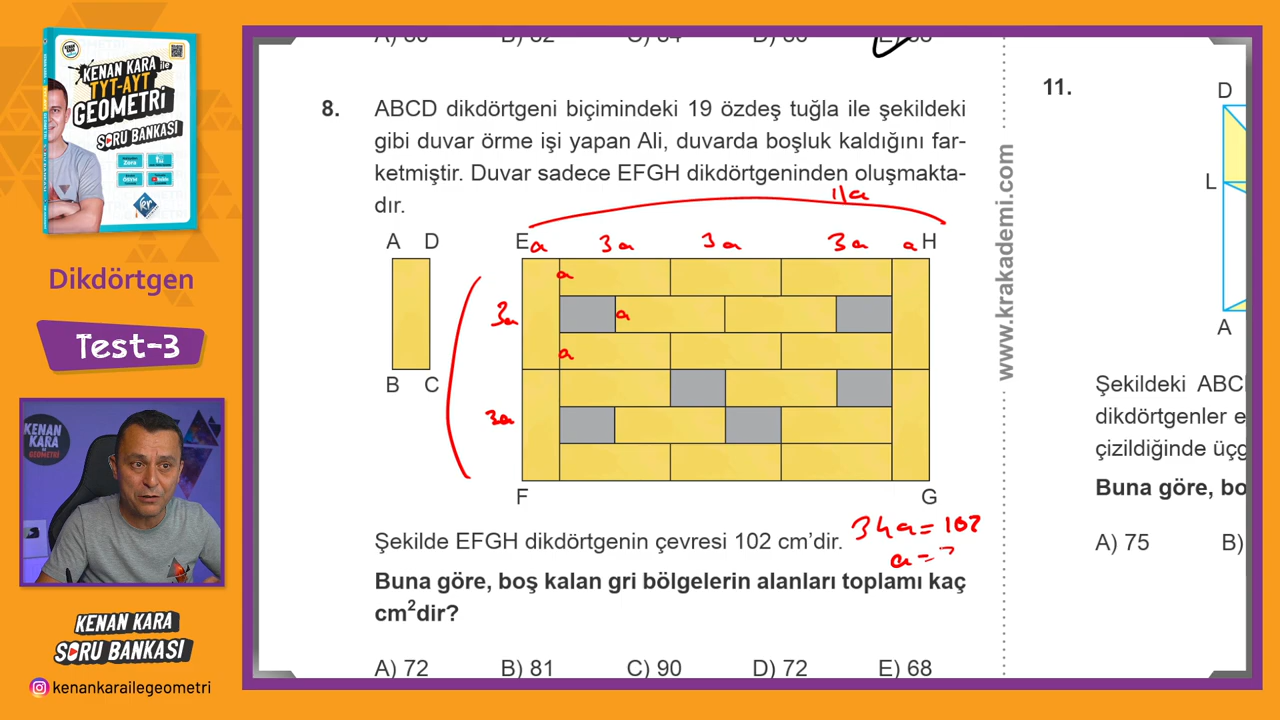 KENAN KARA ile
TYT-AYT
GEOMETRİ
SORU BANKASI
Dikdörtgen
Test-3
KENAN
KARA
GEOMETRİ
KENAN KARA
SORU BANKASI
kenankarailegeometri
8. ABCD dikdörtgeni biçimindeki 19 özdeş tuğla ile şekildeki
gibi duvar örme işi yapan Ali, duvarda boşluk kaldığını far-
ketmiştir. Duvar sadece EFGH dikdörtgeninden oluşmakta-
dır.
11a
A D
E a 3a 3a 3a a H
a
3a a
a
B C
3a
F G
34a = 102
Şekilde EFGH dikdörtgenin çevresi 102 cm'dir.
a = 3
Buna göre, boş kalan gri bölgelerin alanları toplamı kaç
cm²dir?
A) 72 B) 81 C) 90 D) 72 E) 68
www.krakademi.com
11.
D
L
A
Şekildeki ABC
dikdörtgenler e
çizildiğinde üçg
Buna göre, bo
A) 75 B)